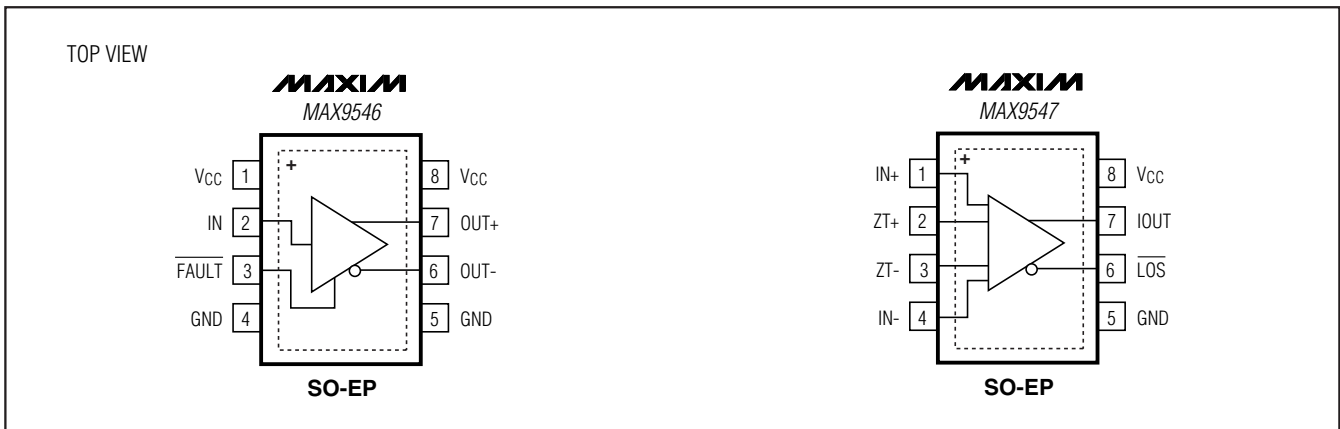 TOP VIEW
MAXIM
MAX9546
+
VCC 1
IN 2
F̅A̅U̅L̅T̅ 3
GND 4
8 VCC
7 OUT+
6 OUT-
5 GND
SO-EP
MAXIM
MAX9547
+
IN+ 1
ZT+ 2
ZT- 3
IN- 4
8 VCC
7 IOUT
6 L̅O̅S̅
5 GND
SO-EP